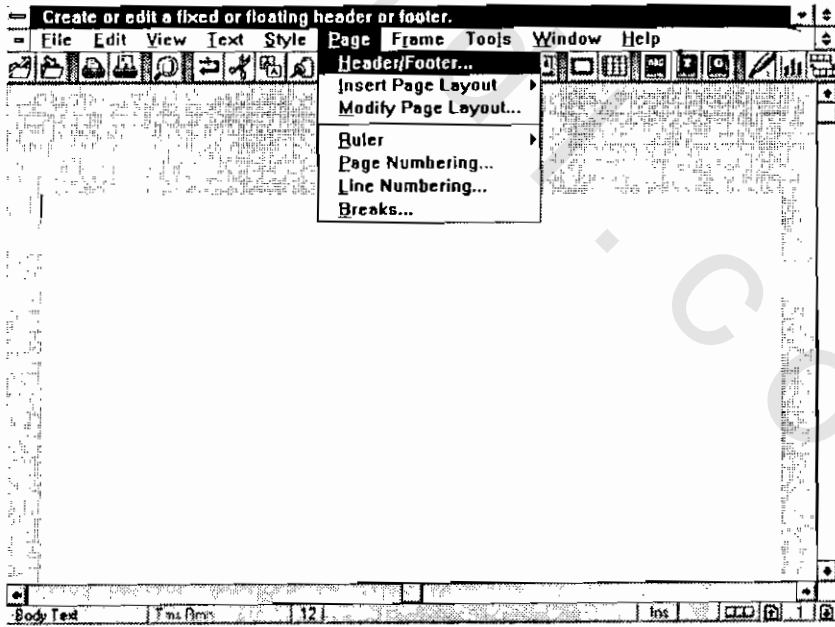 Create or edit a fixed or floating header or footer.
File Edit View Text Style Page Frame Tools Window Help
Header/Footer...
Insert Page Layout
Modify Page Layout...
Ruler
Page Numbering...
Line Numbering...
Breaks...
Body Text Tms Rmn 12 Ins 1